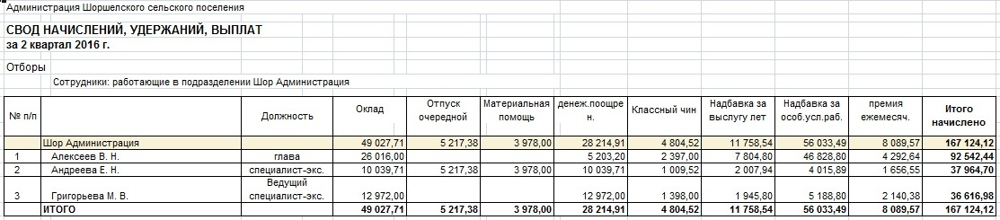 Администрация Шоршелского сельского поселения
СВОД НАЧИСЛЕНИЙ, УДЕРЖАНИЙ, ВЫПЛАТ
за 2 квартал 2016 г.
Отборы
Сотрудники: работающие в подразделении Шор Администрация
№ п/п Должность Оклад Отпуск очередной Материальная помощь денеж.поощрен. Классный чин Надбавка за выслугу лет Надбавка за особ.усл.раб. премия ежемесяч. Итого начислено
Шор Администрация 49 027,71 5 217,38 3 978,00 28 214,91 4 804,52 11 758,54 56 033,49 8 089,57 167 124,12
1 Алексеев В. Н. глава 26 016,00 5 203,20 2 397,00 7 804,80 46 828,80 4 292,64 92 542,44
2 Андреева Е. Н. специалист-экс. 10 039,71 5 217,38 3 978,00 10 039,71 1 009,52 2 007,94 4 015,89 1 656,55 37 964,70
3 Григорьева М. В. Ведущий специалист-экс. 12 972,00 12 972,00 1 398,00 1 945,80 5 188,80 2 140,38 36 616,98
ИТОГО 49 027,71 5 217,38 3 978,00 28 214,91 4 804,52 11 758,54 56 033,49 8 089,57 167 124,12